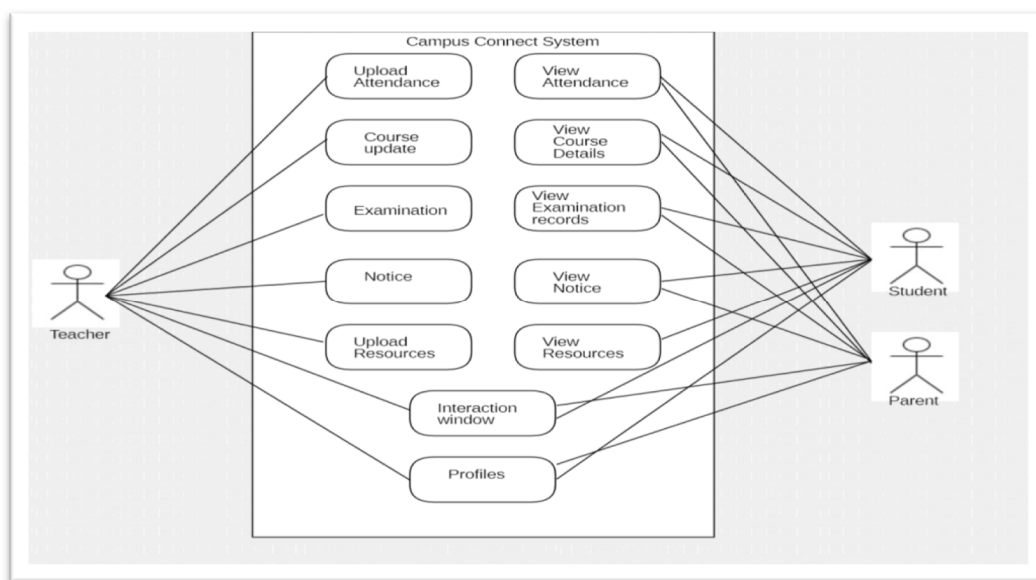 Campus Connect System
Upload
Attendance
View
Attendance
Course
update
View
Course
Details
Examination
View
Examination
records
Notice
View
Notice
Upload
Resources
View
Resources
Interaction
window
Profiles
Teacher
Student
Parent